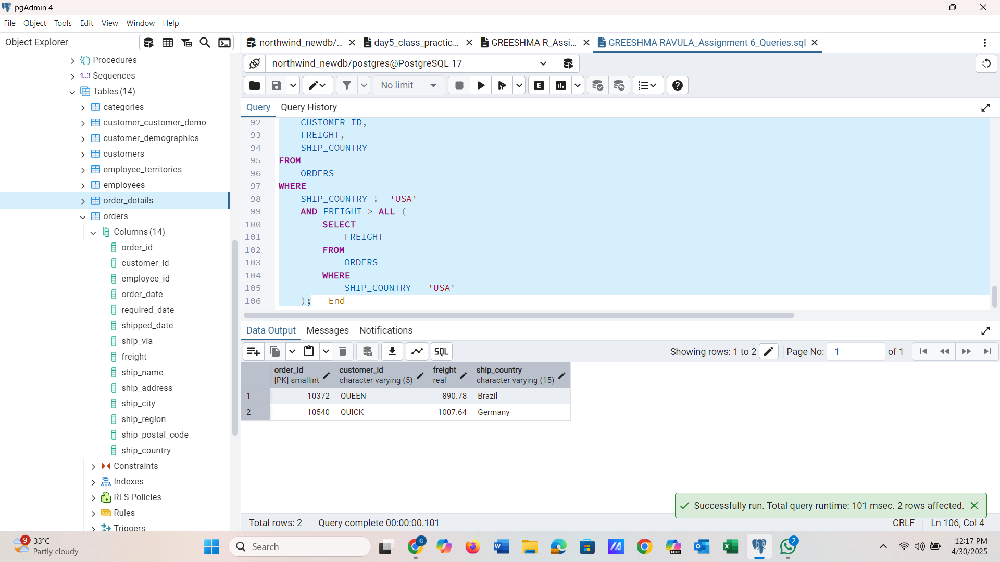 pgAdmin 4
File Object Tools Edit View Window Help
Object Explorer
northwind_newdb/...
day5_class_practic...
GREESHMA R_Assi...
GREESHMA RAVULA_Assignment 6_Queries.sql
northwind_newdb/postgres@PostgreSQL 17
No limit
E
Query Query History
Procedures
1..3 Sequences
Tables (14)
categories
customer_customer_demo
customer_demographics
customers
employee_territories
employees
order_details
orders
Columns (14)
order_id
customer_id
employee_id
order_date
required_date
shipped_date
ship_via
freight
ship_name
ship_address
ship_city
ship_region
ship_postal_code
ship_country
Constraints
Indexes
RLS Policies
Rules
Triggers
92 CUSTOMER_ID,
93 FREIGHT,
94 SHIP_COUNTRY
95 FROM
96 ORDERS
97 WHERE
98 SHIP_COUNTRY != 'USA'
99 AND FREIGHT > ALL (
100 SELECT
101 FREIGHT
102 FROM
103 ORDERS
104 WHERE
105 SHIP_COUNTRY = 'USA'
106 );---End
Data Output Messages Notifications
SQL
Showing rows: 1 to 2
Page No: 1 of 1
order_id customer_id freight ship_country
[PK] smallint character varying (5) real character varying (15)
1 10372 QUEEN 890.78 Brazil
2 10540 QUICK 1007.64 Germany
Successfully run. Total query runtime: 101 msec. 2 rows affected.
Total rows: 2 Query complete 00:00:00.101 CRLF Ln 106, Col 4
9
33°C
Partly cloudy
Search
G
M365
2
12:17 PM
4/30/2025